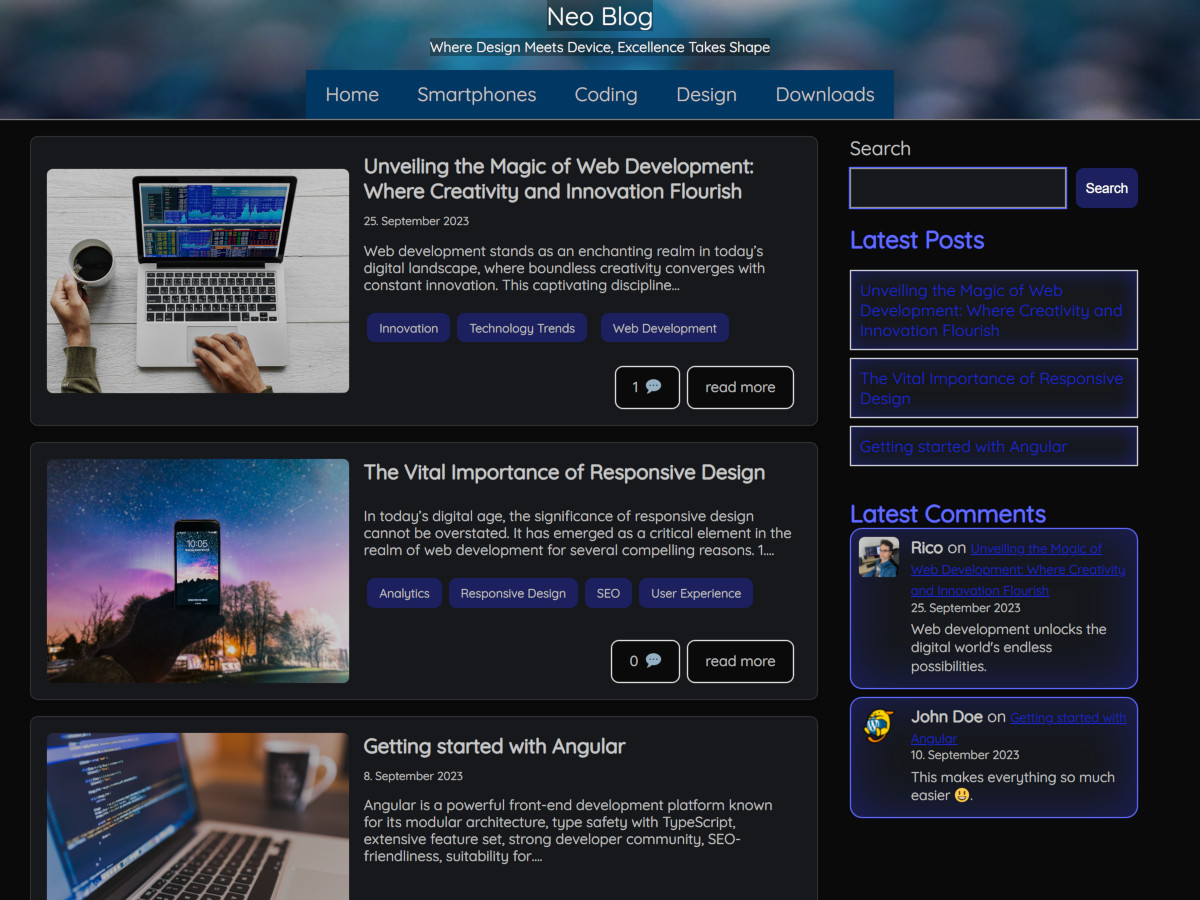 Neo Blog
Where Design Meets Device, Excellence Takes Shape
Home Smartphones Coding Design Downloads
Unveiling the Magic of Web Development:
Where Creativity and Innovation Flourish
25. September 2023
Web development stands as an enchanting realm in today's
digital landscape, where boundless creativity converges with
constant innovation. This captivating discipline...
Innovation Technology Trends Web Development
1 💬 read more
The Vital Importance of Responsive Design
In today's digital age, the significance of responsive design
cannot be overstated. It has emerged as a critical element in the
realm of web development for several compelling reasons. 1....
Analytics Responsive Design SEO User Experience
0 💬 read more
10:05
Getting started with Angular
8. September 2023
Angular is a powerful front-end development platform known
for its modular architecture, type safety with TypeScript,
extensive feature set, strong developer community, SEO-
friendliness, suitability for....
Search
Search
Latest Posts
Unveiling the Magic of Web
Development: Where Creativity and
Innovation Flourish
The Vital Importance of Responsive
Design
Getting started with Angular
Latest Comments
Rico on Unveiling the Magic of
Web Development: Where Creativity
and Innovation Flourish
25. September 2023
Web development unlocks the
digital world's endless
possibilities.
John Doe on Getting started with
Angular
10. September 2023
This makes everything so much
easier 😃.